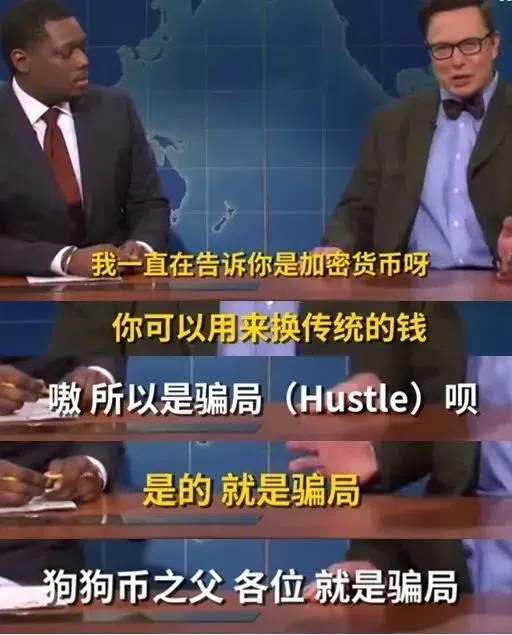 我一直在告诉你是加密货币呀
你可以用来换传统的钱
嗷 所以是骗局（Hustle）呗
是的 就是骗局
狗狗币之父 各位 就是骗局